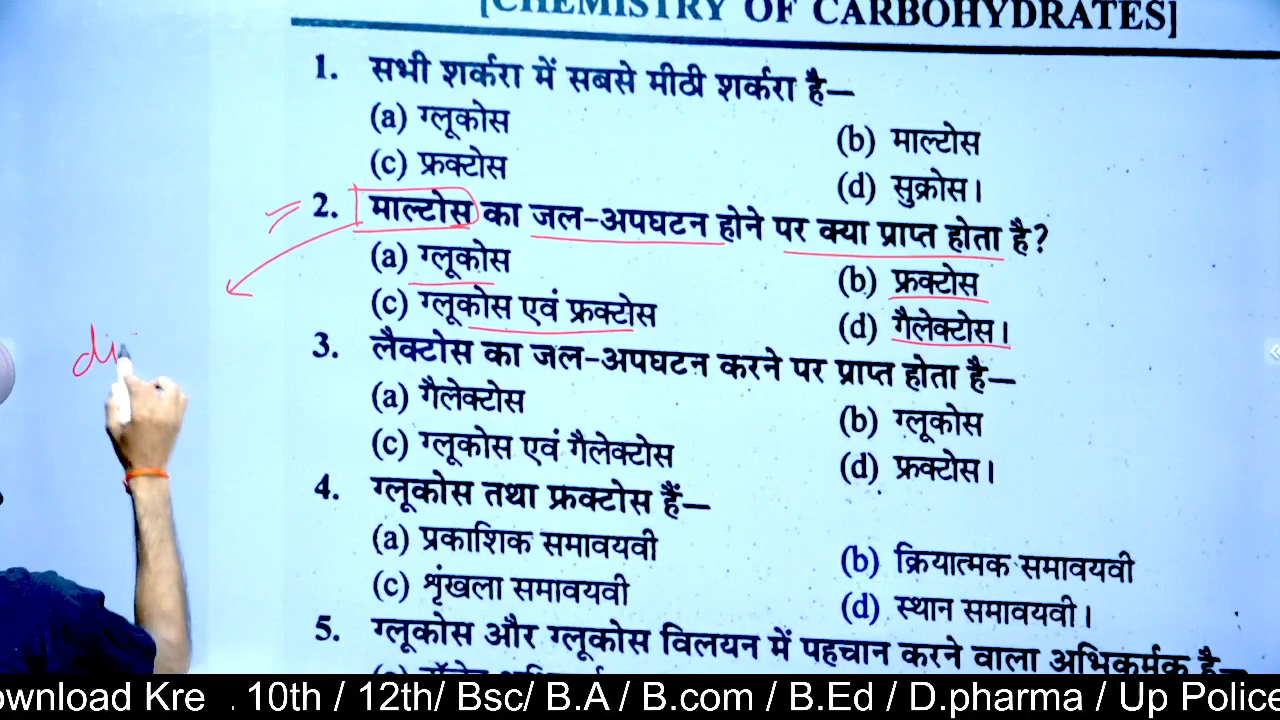 [CHEMISTRY OF CARBOHYDRATES]
1. सभी शर्करा में सबसे मीठी शर्करा है—
(a) ग्लूकोस
(b) माल्टोस
(c) फ्रक्टोस
(d) सुक्रोस।
2. माल्टोस का जल-अपघटन होने पर क्या प्राप्त होता है?
(a) ग्लूकोस
(b) फ्रक्टोस
(c) ग्लूकोस एवं फ्रक्टोस
(d) गैलेक्टोस।
di
3. लैक्टोस का जल-अपघटन करने पर प्राप्त होता है—
(a) गैलेक्टोस
(b) ग्लूकोस
(c) ग्लूकोस एवं गैलेक्टोस
(d) फ्रक्टोस।
4. ग्लूकोस तथा फ्रक्टोस हैं—
(a) प्रकाशिक समावयवी
(b) क्रियात्मक समावयवी
(c) शृंखला समावयवी
(d) स्थान समावयवी।
5. ग्लूकोस और ग्लूकोस विलयन में पहचान करने वाला अभिकर्मक है—
ownload Kre . 10th / 12th/ Bsc/ B.A / B.com / B.Ed / D.pharma / Up Police